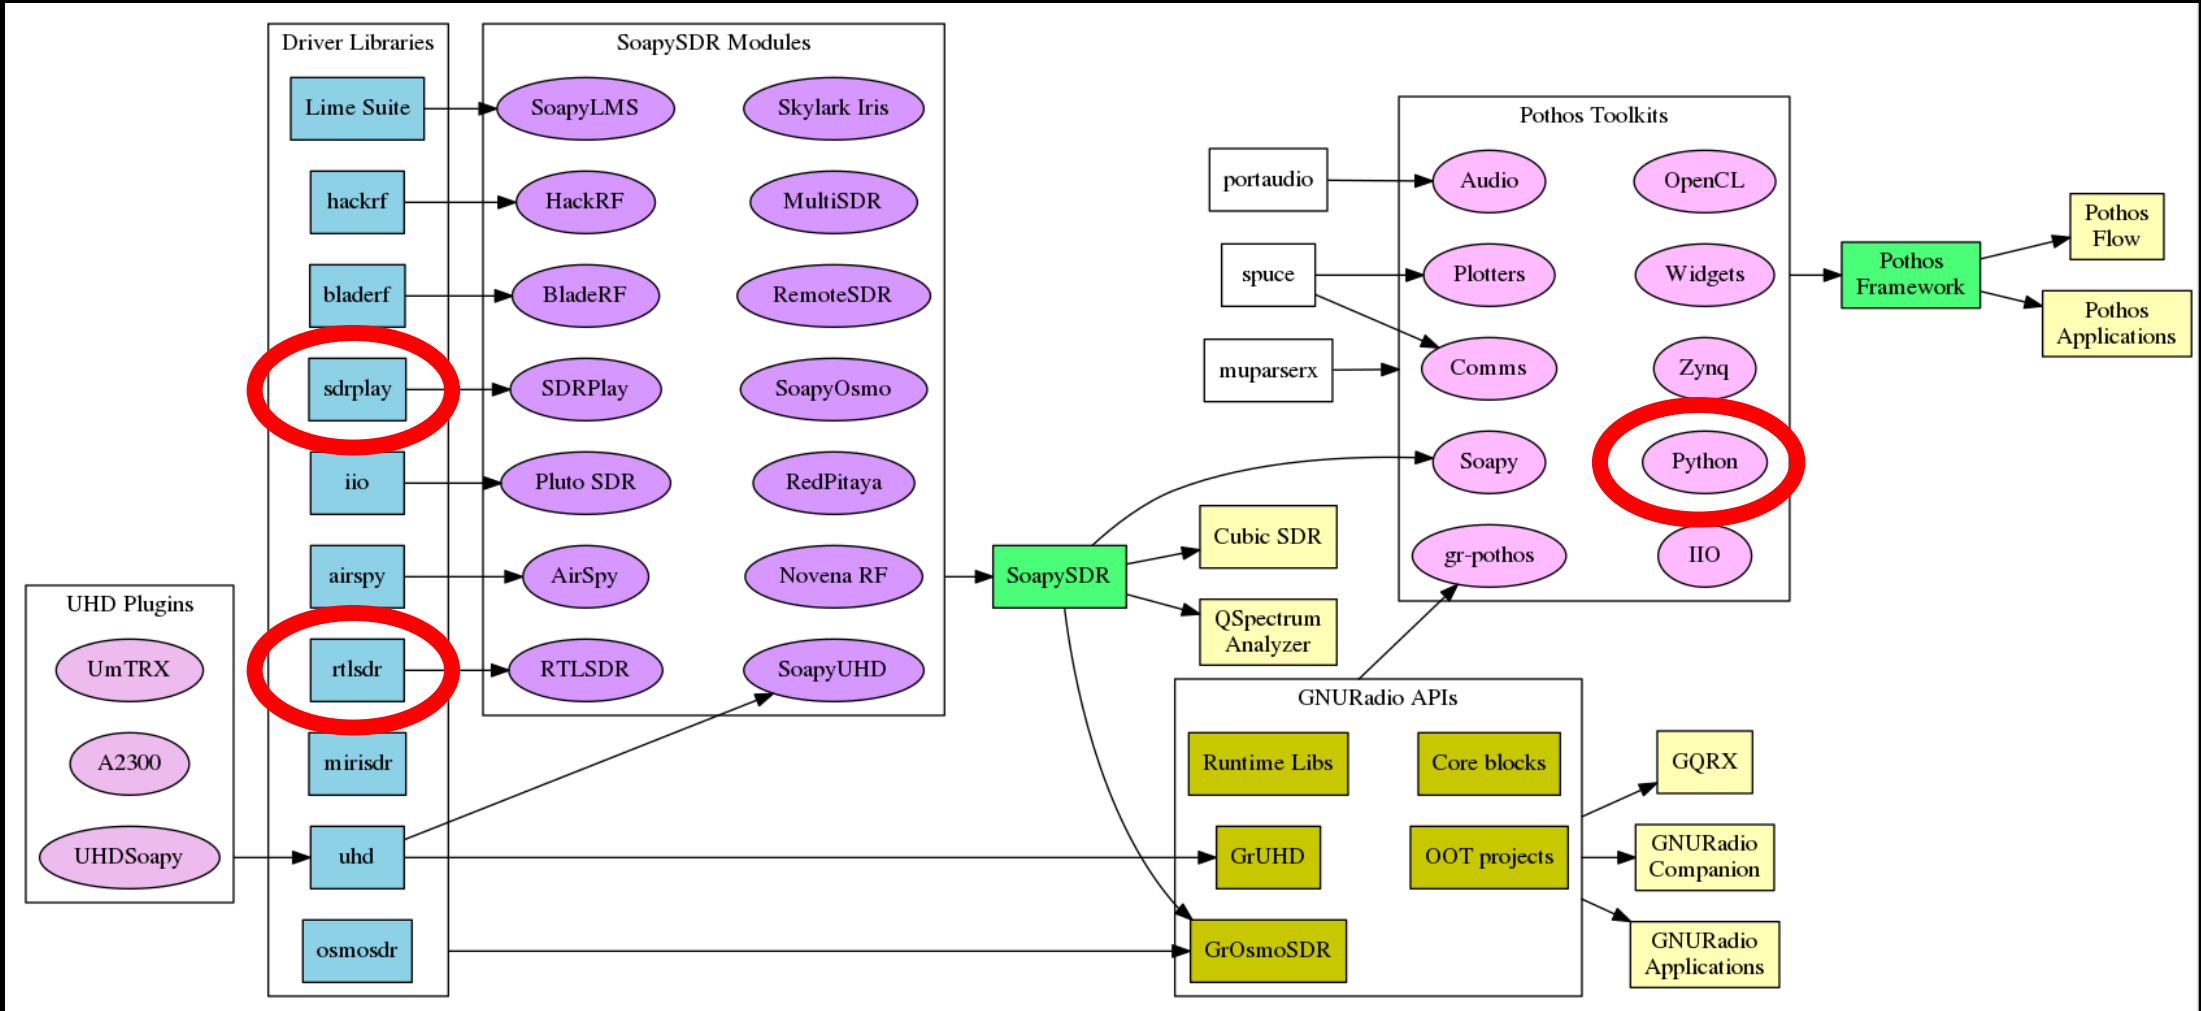 Driver Libraries
Lime Suite
hackrf
bladerf
sdrplay
iio
airspy
rtlsdr
mirisdr
uhd
osmosdr
UHD Plugins
UmTRX
A2300
UHDSoapy
SoapySDR Modules
SoapyLMS
Skylark Iris
HackRF
MultiSDR
BladeRF
RemoteSDR
SDRPlay
SoapyOsmo
Pluto SDR
RedPitaya
AirSpy
Novena RF
RTLSDR
SoapyUHD
SoapySDR
Cubic SDR
QSpectrum
Analyzer
portaudio
spuce
muparserx
Pothos Toolkits
Audio
OpenCL
Plotters
Widgets
Comms
Zynq
Soapy
Python
gr-pothos
IIO
Pothos
Framework
Pothos
Flow
Pothos
Applications
GNURadio APIs
Runtime Libs
Core blocks
GrUHD
OOT projects
GrOsmoSDR
GQRX
GNURadio
Companion
GNURadio
Applications